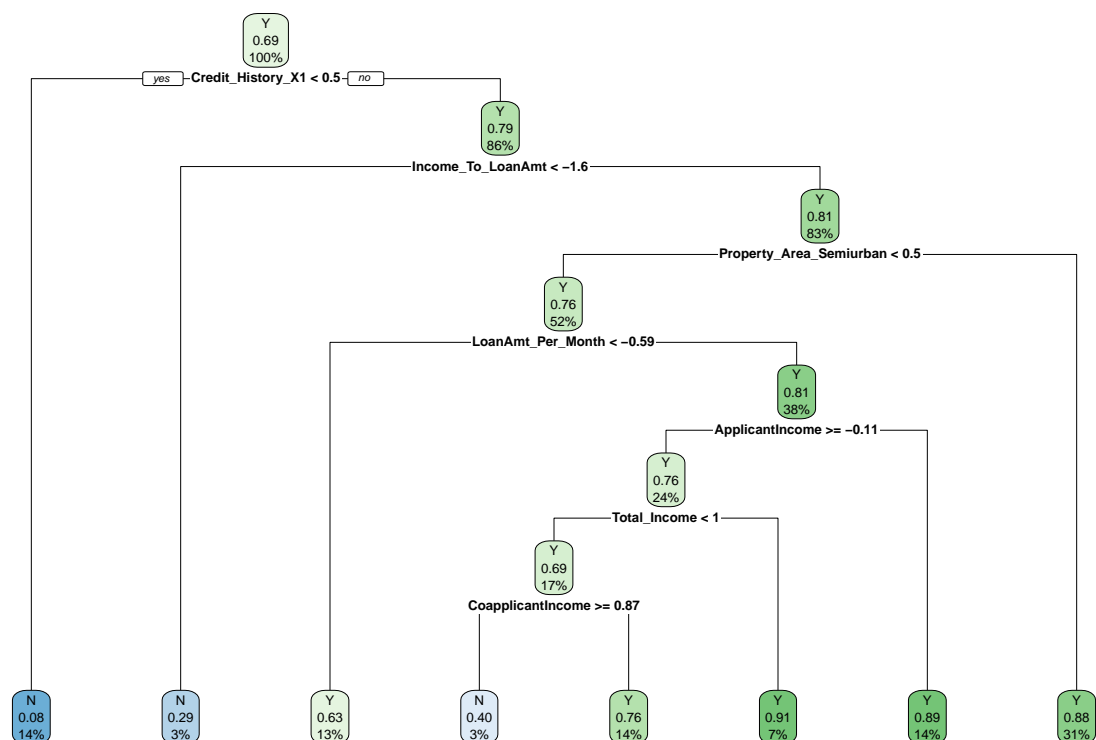 Y
0.69
100%
yes Credit_History_X1 < 0.5 no
Y
0.79
86%
Income_To_LoanAmt < −1.6
Y
0.81
83%
Property_Area_Semiurban < 0.5
Y
0.76
52%
LoanAmt_Per_Month < −0.59
Y
0.81
38%
ApplicantIncome >= −0.11
Y
0.76
24%
Total_Income < 1
Y
0.69
17%
CoapplicantIncome >= 0.87
N
0.08
14%
N
0.29
3%
Y
0.63
13%
N
0.40
3%
Y
0.76
14%
Y
0.91
7%
Y
0.89
14%
Y
0.88
31%